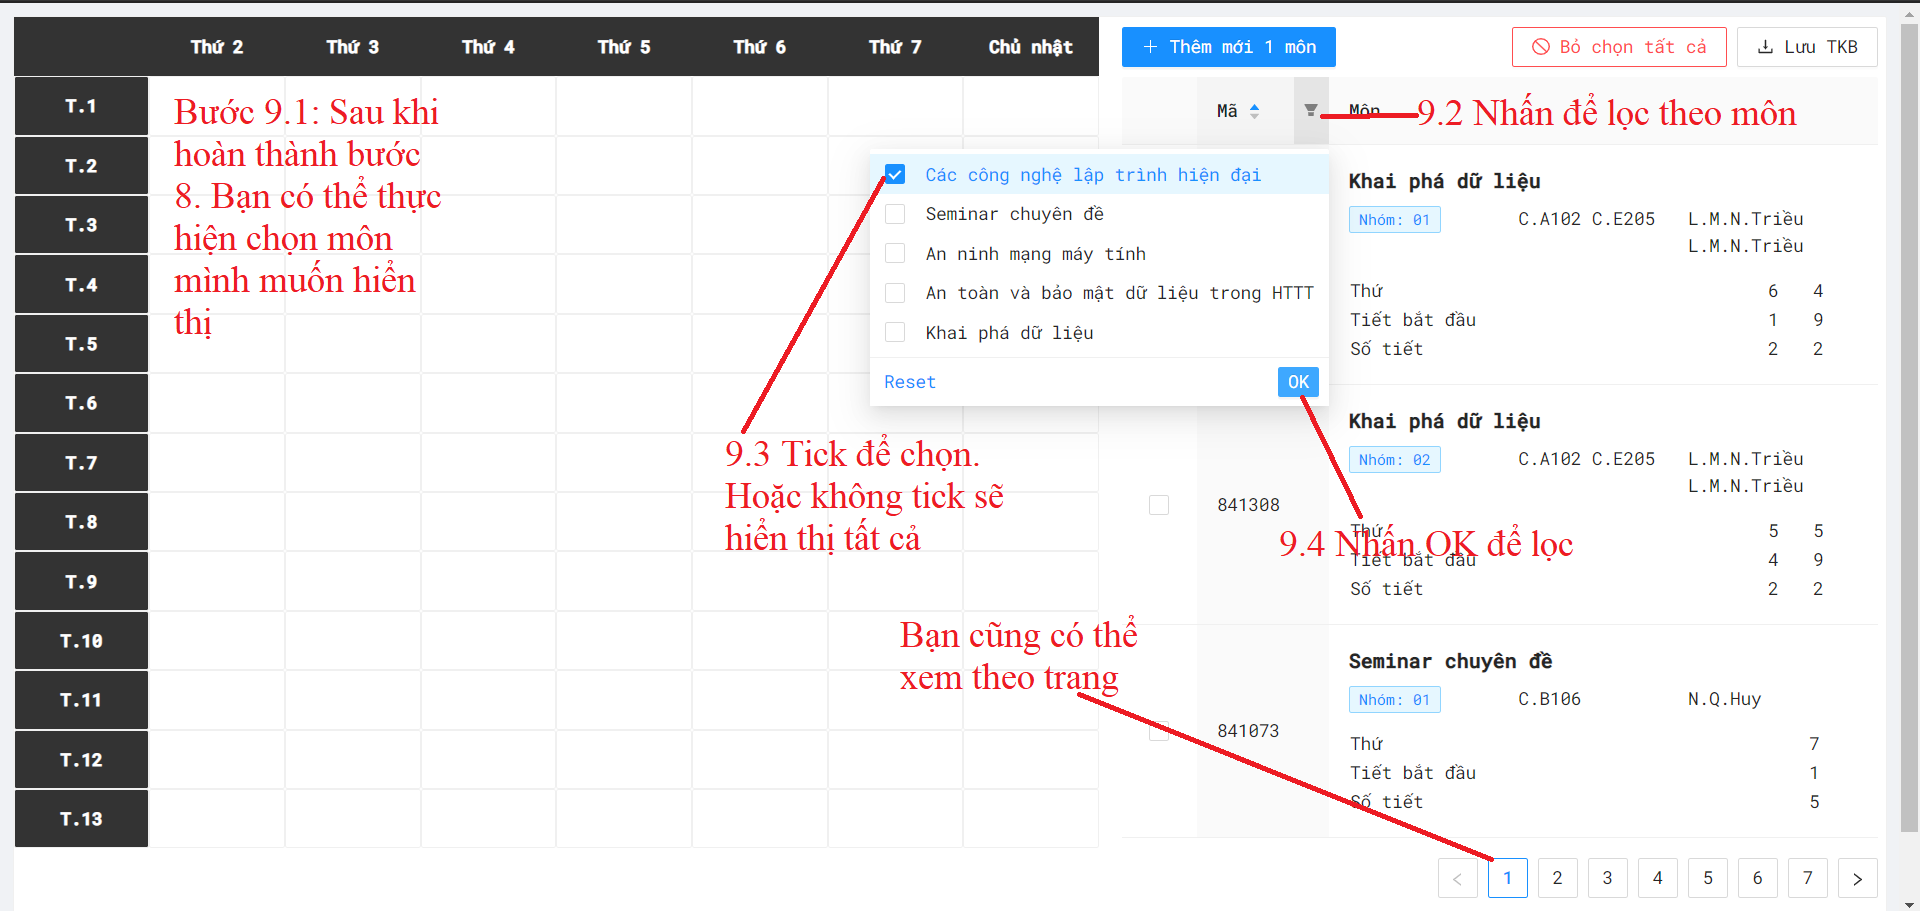 Thứ 2 Thứ 3 Thứ 4 Thứ 5 Thứ 6 Thứ 7 Chủ nhật
T.1
T.2
T.3
T.4
T.5
T.6
T.7
T.8
T.9
T.10
T.11
T.12
T.13
Bước 9.1: Sau khi
hoàn thành bước
8. Bạn có thể thực
hiện chọn môn
mình muốn hiển
thị
Thêm mới 1 môn
Bỏ chọn tất cả
Lưu TKB
Mã
Môn
9.2 Nhấn để lọc theo môn
Các công nghệ lập trình hiện đại
Seminar chuyên đề
An ninh mạng máy tính
An toàn và bảo mật dữ liệu trong HTTT
Khai phá dữ liệu
Reset
OK
9.3 Tick để chọn.
Hoặc không tick sẽ
hiển thị tất cả
9.4 Nhấn OK để lọc
Bạn cũng có thể
xem theo trang
Khai phá dữ liệu
Nhóm: 01 C.A102 C.E205 L.M.N.Triều
L.M.N.Triều
Thứ 6 4
Tiết bắt đầu 1 9
Số tiết 2 2
841308
Khai phá dữ liệu
Nhóm: 02 C.A102 C.E205 L.M.N.Triều
L.M.N.Triều
Thứ 5 5
Tiết bắt đầu 4 9
Số tiết 2 2
841073
Seminar chuyên đề
Nhóm: 01 C.B106 N.Q.Huy
Thứ 7
Tiết bắt đầu 1
Số tiết 5
< 1 2 3 4 5 6 7 >